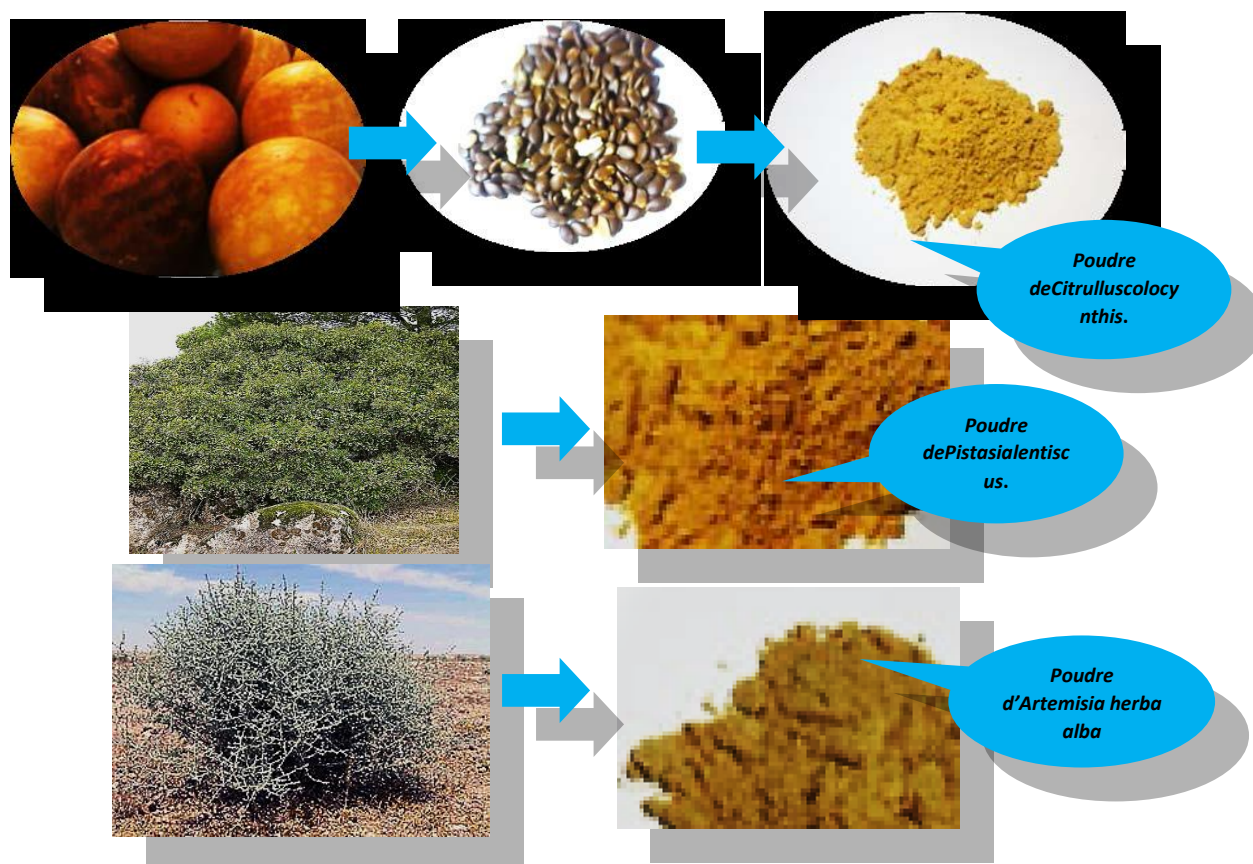 Poudre
deCitrulluscolocy
nthis.
Poudre
dePistasialentisc
us.
Poudre
d’Artemisia herba
alba